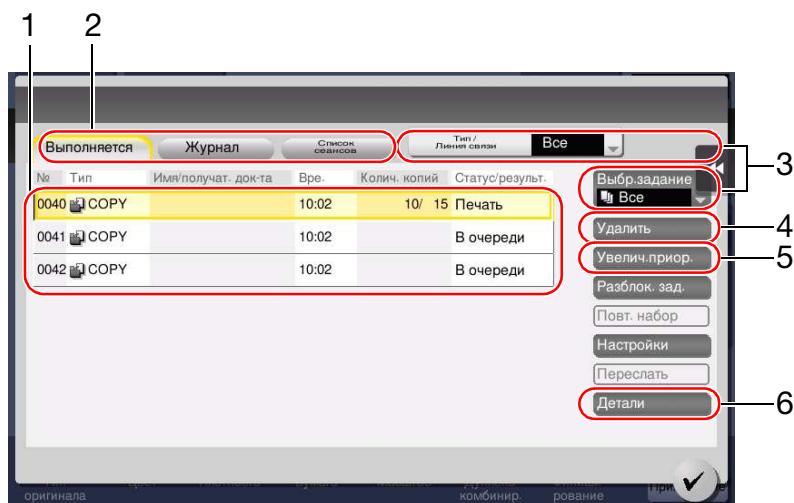 1 2
Выполняется Журнал Список сеансов Тип / Линия связи Все
3
№ Тип Имя/получат. док-та Вре. Колич. копий Статус/результ.
Выбр.задание
Все
0040 COPY 10:02 10/ 15 Печать
Удалить 4
0041 COPY 10:02 В очереди
Увелич.приор. 5
0042 COPY 10:02 В очереди
Разблок. зад.
Повт. набор
Настройки
Переслать
Детали 6
оригинала комбинир. рование